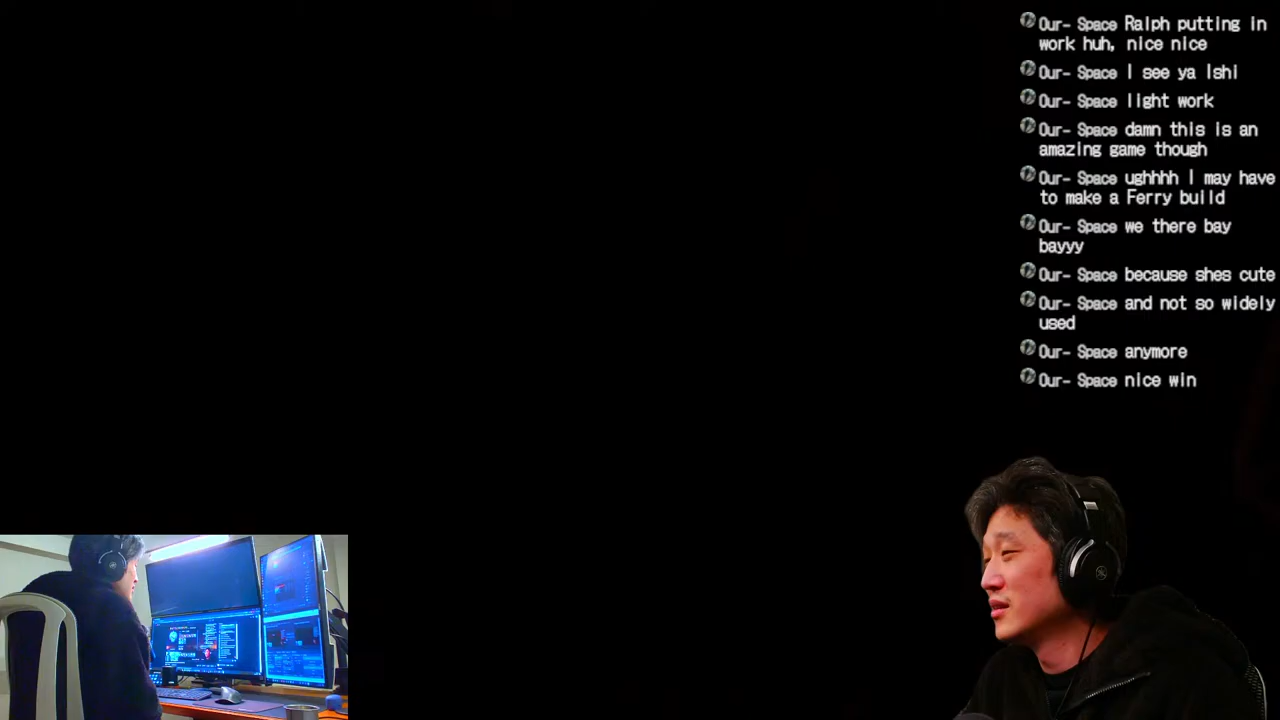 Our- Space Ralph putting in
work huh, nice nice
Our- Space I see ya Ishi
Our- Space light work
Our- Space damn this is an
amazing game though
Our- Space ughhhh I may have
to make a Ferry build
Our- Space we there bay
bayyy
Our- Space because shes cute
Our- Space and not so widely
used
Our- Space anymore
Our- Space nice win